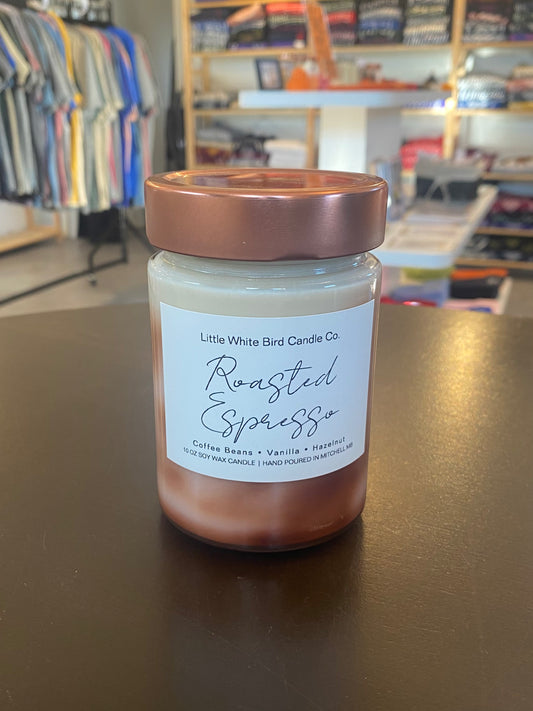 Little White Bird Candle Co.
Roasted
Espresso
Coffee Beans • Vanilla • Hazelnut
10 OZ SOY WAX CANDLE | HAND POURED IN MITCHELL MB